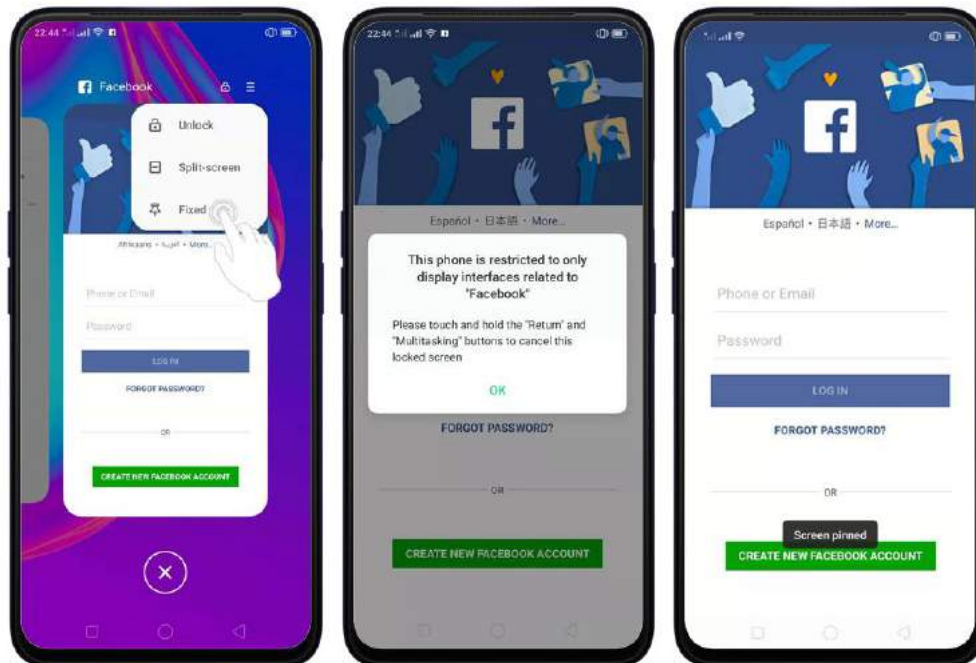 22:44
Facebook
Unlock
Split-screen
Fixed
Afrikaans • العربية • More...
Phone or Email
Password
LOG IN
FORGOT PASSWORD?
OR
CREATE NEW FACEBOOK ACCOUNT
22:44
f
Español • 日本語 • More...
This phone is restricted to only
display interfaces related to
"Facebook"
Please touch and hold the "Return" and
"Multitasking" buttons to cancel this
locked screen
OK
FORGOT PASSWORD?
OR
CREATE NEW FACEBOOK ACCOUNT
f
Español • 日本語 • More...
Phone or Email
Password
LOG IN
FORGOT PASSWORD?
OR
Screen pinned
CREATE NEW FACEBOOK ACCOUNT